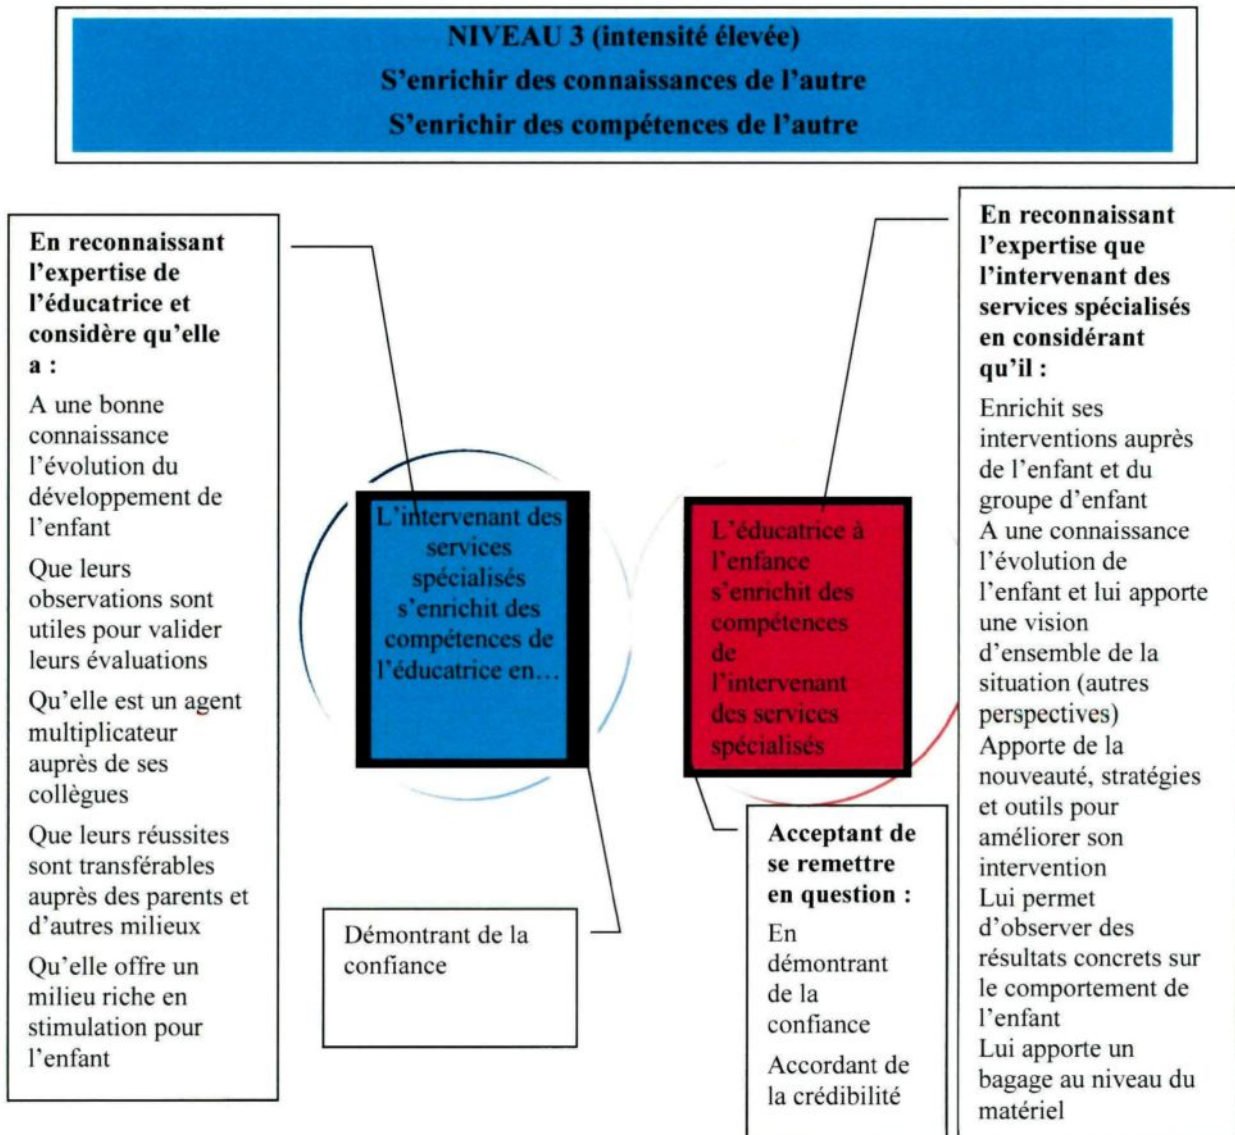 NIVEAU 3 (intensité élevée)
S'enrichir des connaissances de l'autre
S'enrichir des compétences de l'autre
En reconnaissant
l'expertise de
l'éducatrice et
considère qu'elle
a :
A une bonne
connaissance
l'évolution du
développement de
l'enfant
Que leurs
observations sont
utiles pour valider
leurs évaluations
Qu'elle est un agent
multiplicateur
auprès de ses
collègues
Que leurs réussites
sont transférables
auprès des parents et
d'autres milieux
Qu'elle offre un
milieu riche en
stimulation pour
l'enfant
L'intervenant des
services
spécialisés
s'enrichit des
compétences de
l'éducatrice en…
Démontrant de la
confiance
L'éducatrice à
l'enfance
s'enrichit des
compétences
de
l'intervenant
des services
spécialisés
Acceptant de
se remettre
en question :
En
démontrant
de la
confiance
Accordant de
la crédibilité
En reconnaissant
l'expertise que
l'intervenant des
services spécialisés
en considérant
qu'il :
Enrichit ses
interventions auprès
de l'enfant et du
groupe d'enfant
A une connaissance
l'évolution de
l'enfant et lui apporte
une vision
d'ensemble de la
situation (autres
perspectives)
Apporte de la
nouveauté, stratégies
et outils pour
améliorer son
intervention
Lui permet
d'observer des
résultats concrets sur
le comportement de
l'enfant
Lui apporte un
bagage au niveau du
matériel